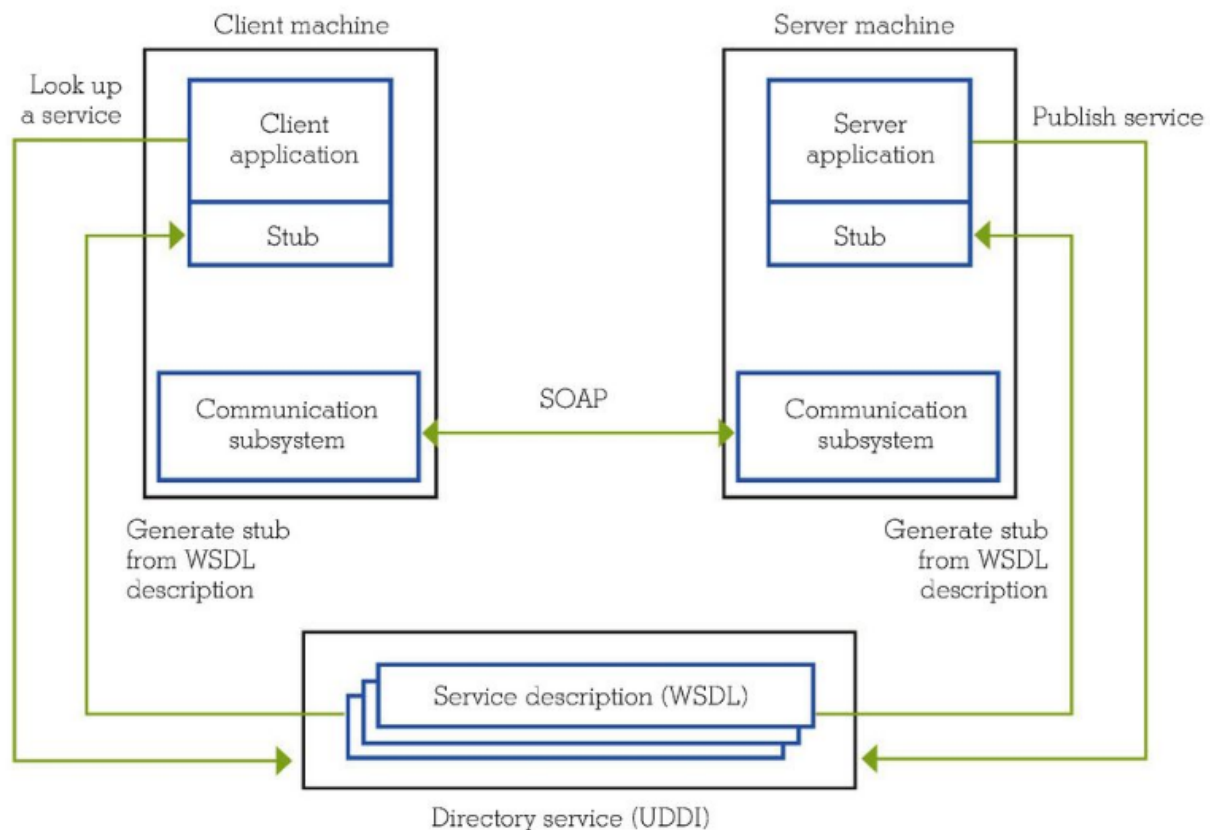 Client machine
Server machine
Look up
a service
Client
application
Stub
Server
application
Stub
Publish service
Communication
subsystem
SOAP
Communication
subsystem
Generate stub
from WSDL
description
Generate stub
from WSDL
description
Service description (WSDL)
Directory service (UDDI)